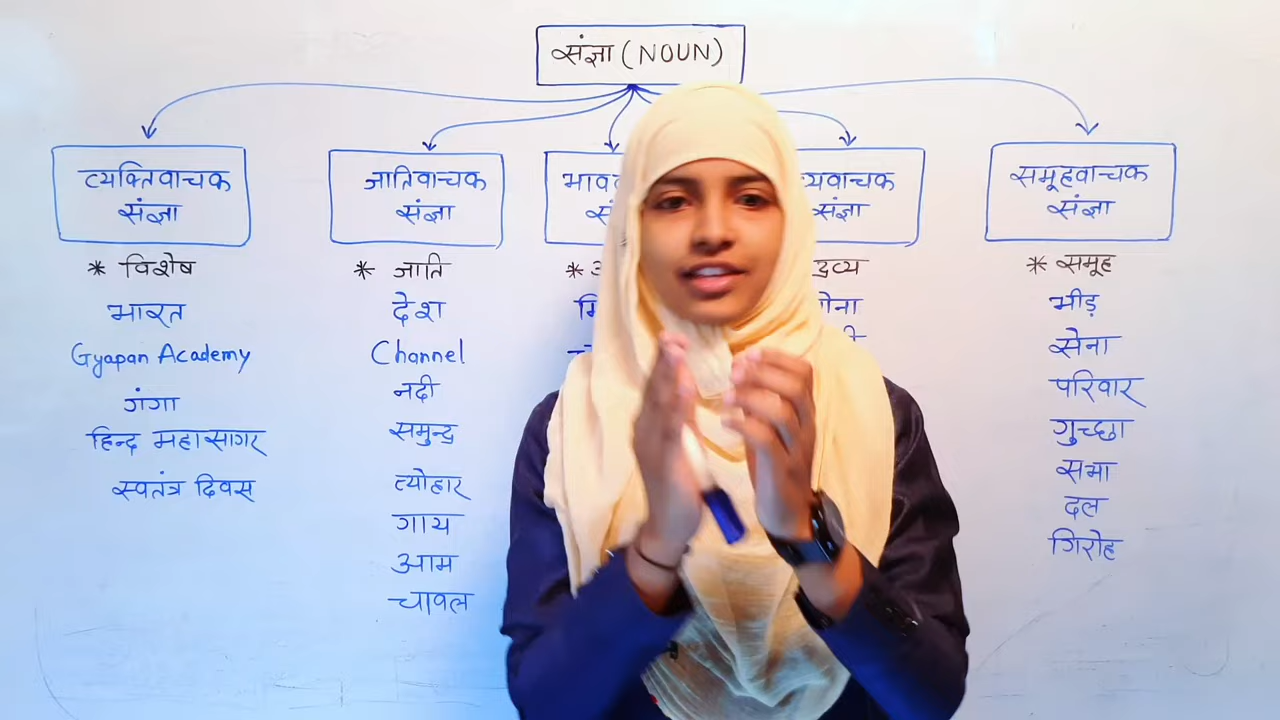 संज्ञा (NOUN)
व्यक्तिवाचक
संज्ञा
* विशेष
भारत
Gyapan Academy
गंगा
हिन्द महासागर
स्वतंत्र दिवस
जातिवाचक
संज्ञा
* जाति
देश
Channel
नदी
समुन्द्र
त्योहार
गाय
आम
चावल
संज्ञा
द्रव्य
समूहवाचक
संज्ञा
* समूह
भीड़
सेना
परिवार
गुच्छा
सभा
दल
गिरोह